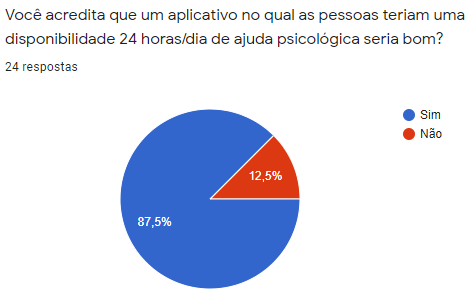 Você acredita que um aplicativo no qual as pessoas teriam uma
disponibilidade 24 horas/dia de ajuda psicológica seria bom?
24 respostas
Sim
Não
12,5%
87,5%